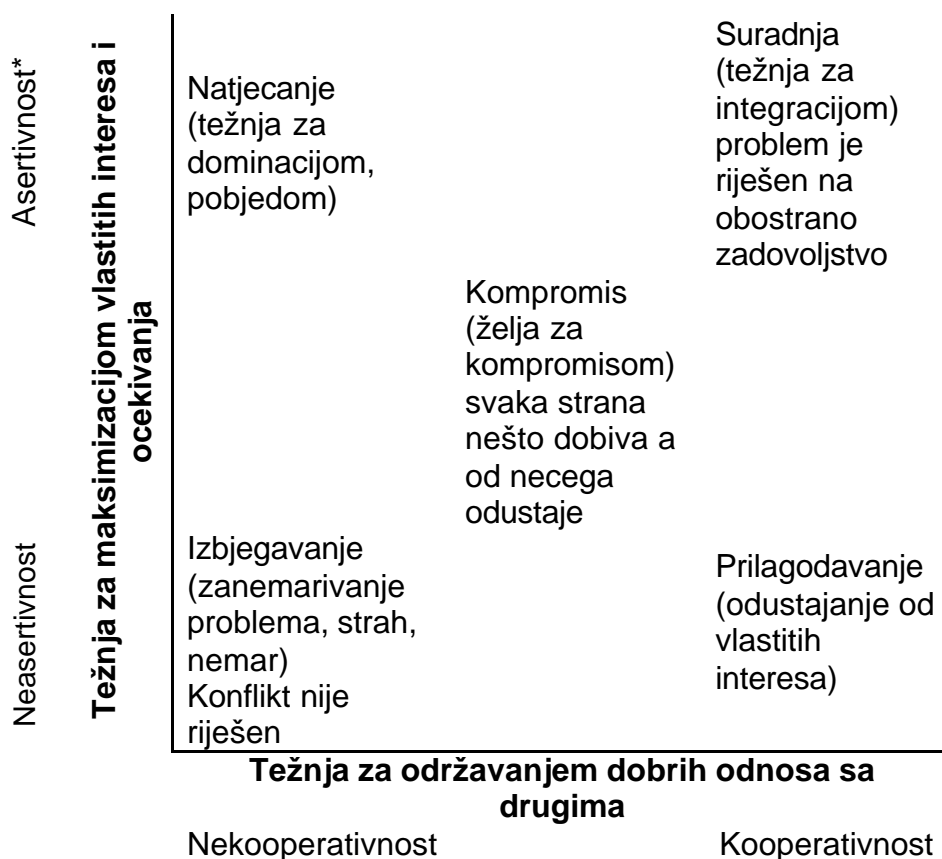 Asertivnost*
Neasertivnost
Težnja za maksimizacijom vlastitih interesa i
ocekivanja
Natjecanje
(težnja za
dominacijom,
pobjedom)
Suradnja
(težnja za
integracijom)
problem je
riješen na
obostrano
zadovoljstvo
Kompromis
(želja za
kompromisom)
svaka strana
nešto dobiva a
od necega
odustaje
Izbjegavanje
(zanemarivanje
problema, strah,
nemar)
Konflikt nije
riješen
Prilagodavanje
(odustajanje od
vlastitih
interesa)
Težnja za održavanjem dobrih odnosa sa
drugima
Nekooperativnost
Kooperativnost